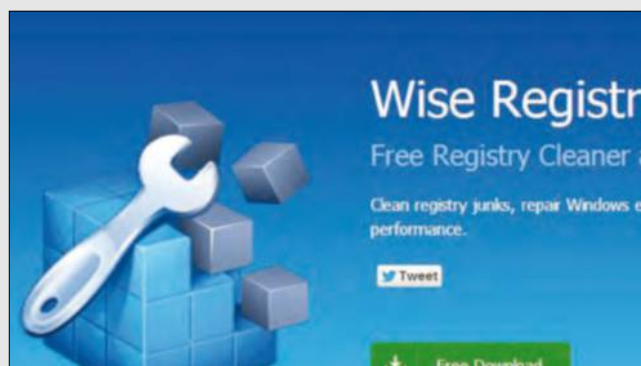 Wise Registr
Free Registry Cleaner
Clean registry junks, repair Windows e
performance.
Tweet
Free Download